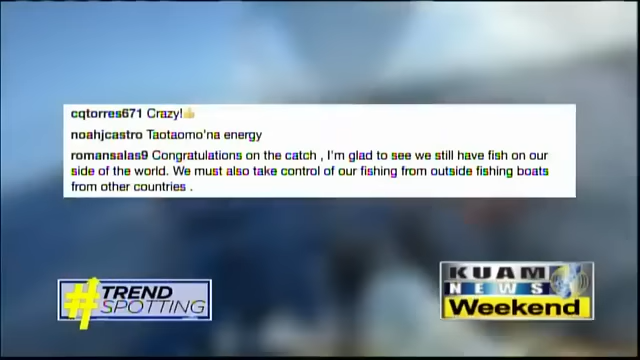 cqtorres671 Crazy!👍
noahjcastro Taotaomo'na energy
romansalas9 Congratulations on the catch , I'm glad to see we still have fish on our
side of the world. We must also take control of our fishing from outside fishing boats
from other countries .
#TREND
SPOTTING
KUAM
NEWS
Weekend